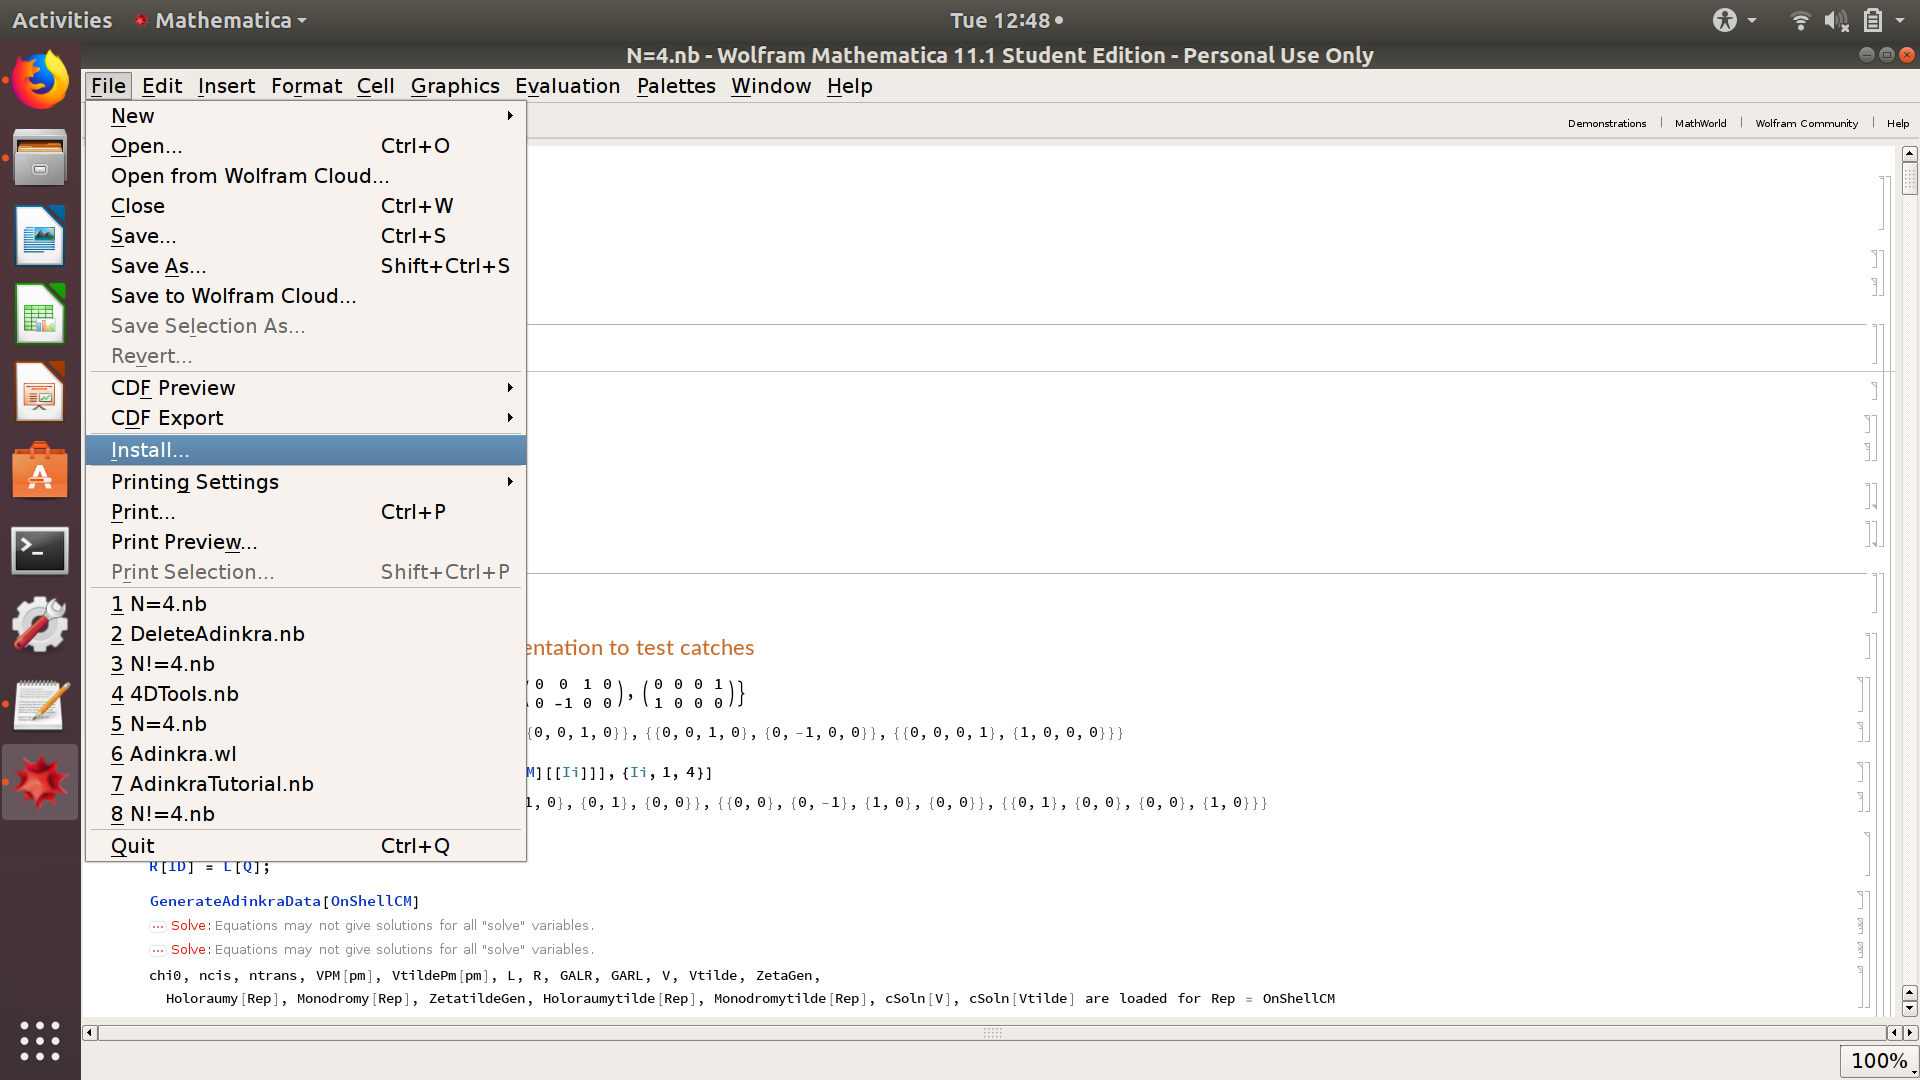 Activities Mathematica Tue 12:48
N=4.nb - Wolfram Mathematica 11.1 Student Edition - Personal Use Only
File Edit Insert Format Cell Graphics Evaluation Palettes Window Help
Demonstrations | MathWorld | Wolfram Community | Help
New
Open... Ctrl+O
Open from Wolfram Cloud...
Close Ctrl+W
Save... Ctrl+S
Save As... Shift+Ctrl+S
Save to Wolfram Cloud...
Save Selection As...
Revert...
CDF Preview
CDF Export
Install...
Printing Settings
Print... Ctrl+P
Print Preview...
Print Selection... Shift+Ctrl+P
1 N=4.nb
2 DeleteAdinkra.nb
3 N!=4.nb
4 4DTools.nb
5 N=4.nb
6 Adinkra.wl
7 AdinkraTutorial.nb
8 N!=4.nb
Quit Ctrl+Q
entation to test catches
(0 0 1 0), (0 0 0 1)}
0 -1 0 0 1 0 0 0
{0, 0, 1, 0}}, {{0, 0, 1, 0}, {0, -1, 0, 0}}, {{0, 0, 0, 1}, {1, 0, 0, 0}}}
M][[Ii]]], {Ii, 1, 4}]
1, 0}, {0, 1}, {0, 0}}, {{0, 0}, {0, -1}, {1, 0}, {0, 0}}, {{0, 1}, {0, 0}, {0, 0}, {1, 0}}}
R[ID] = L[Q];
GenerateAdinkraData[OnShellCM]
... Solve: Equations may not give solutions for all "solve" variables.
... Solve: Equations may not give solutions for all "solve" variables.
chi0, ncis, ntrans, VPM[pm], VtildePm[pm], L, R, GALR, GARL, V, Vtilde, ZetaGen,
Holoraumy[Rep], Monodromy[Rep], ZetatildeGen, Holoraumytilde[Rep], Monodromytilde[Rep], cSoln[V], cSoln[Vtilde] are loaded for Rep = OnShellCM
100%